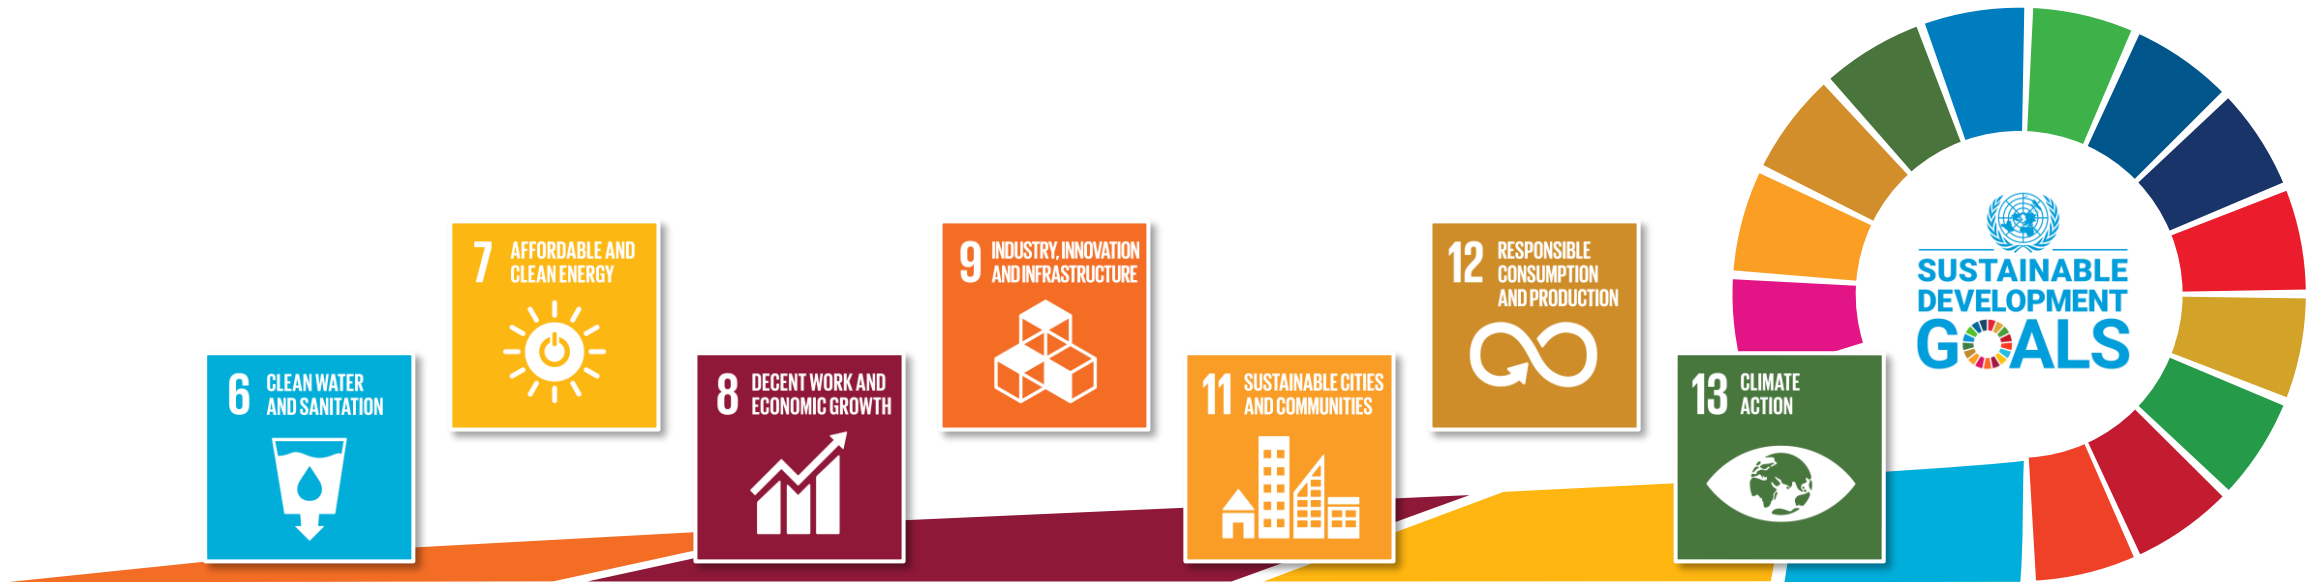 6 CLEAN WATER
AND SANITATION
7 AFFORDABLE AND
CLEAN ENERGY
8 DECENT WORK AND
ECONOMIC GROWTH
9 INDUSTRY, INNOVATION
AND INFRASTRUCTURE
11 SUSTAINABLE CITIES
AND COMMUNITIES
12 RESPONSIBLE
CONSUMPTION
AND PRODUCTION
13 CLIMATE
ACTION
SUSTAINABLE
DEVELOPMENT
GOALS